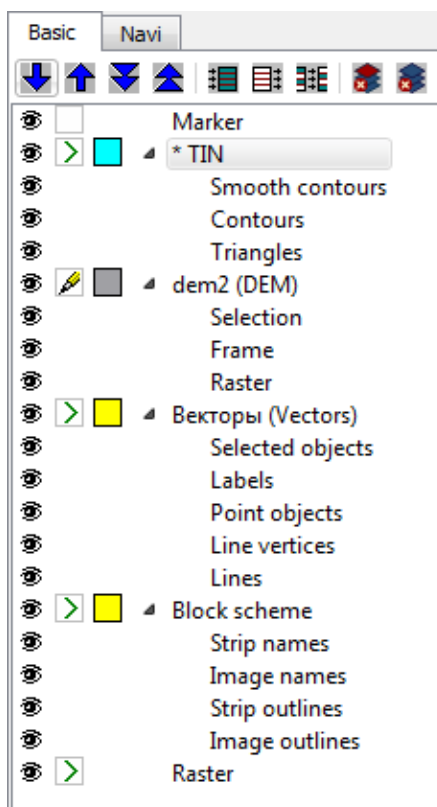 Basic Navi
Marker
* TIN
Smooth contours
Contours
Triangles
dem2 (DEM)
Selection
Frame
Raster
Векторы (Vectors)
Selected objects
Labels
Point objects
Line vertices
Lines
Block scheme
Strip names
Image names
Strip outlines
Image outlines
Raster